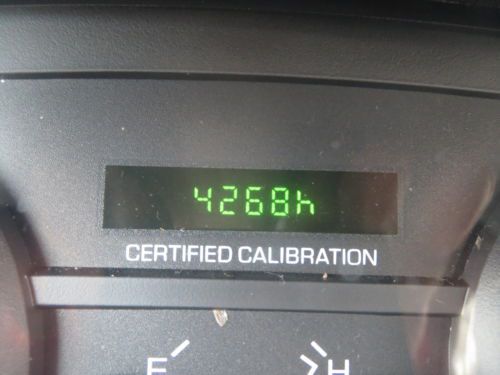 4268h
CERTIFIED CALIBRATION
F H